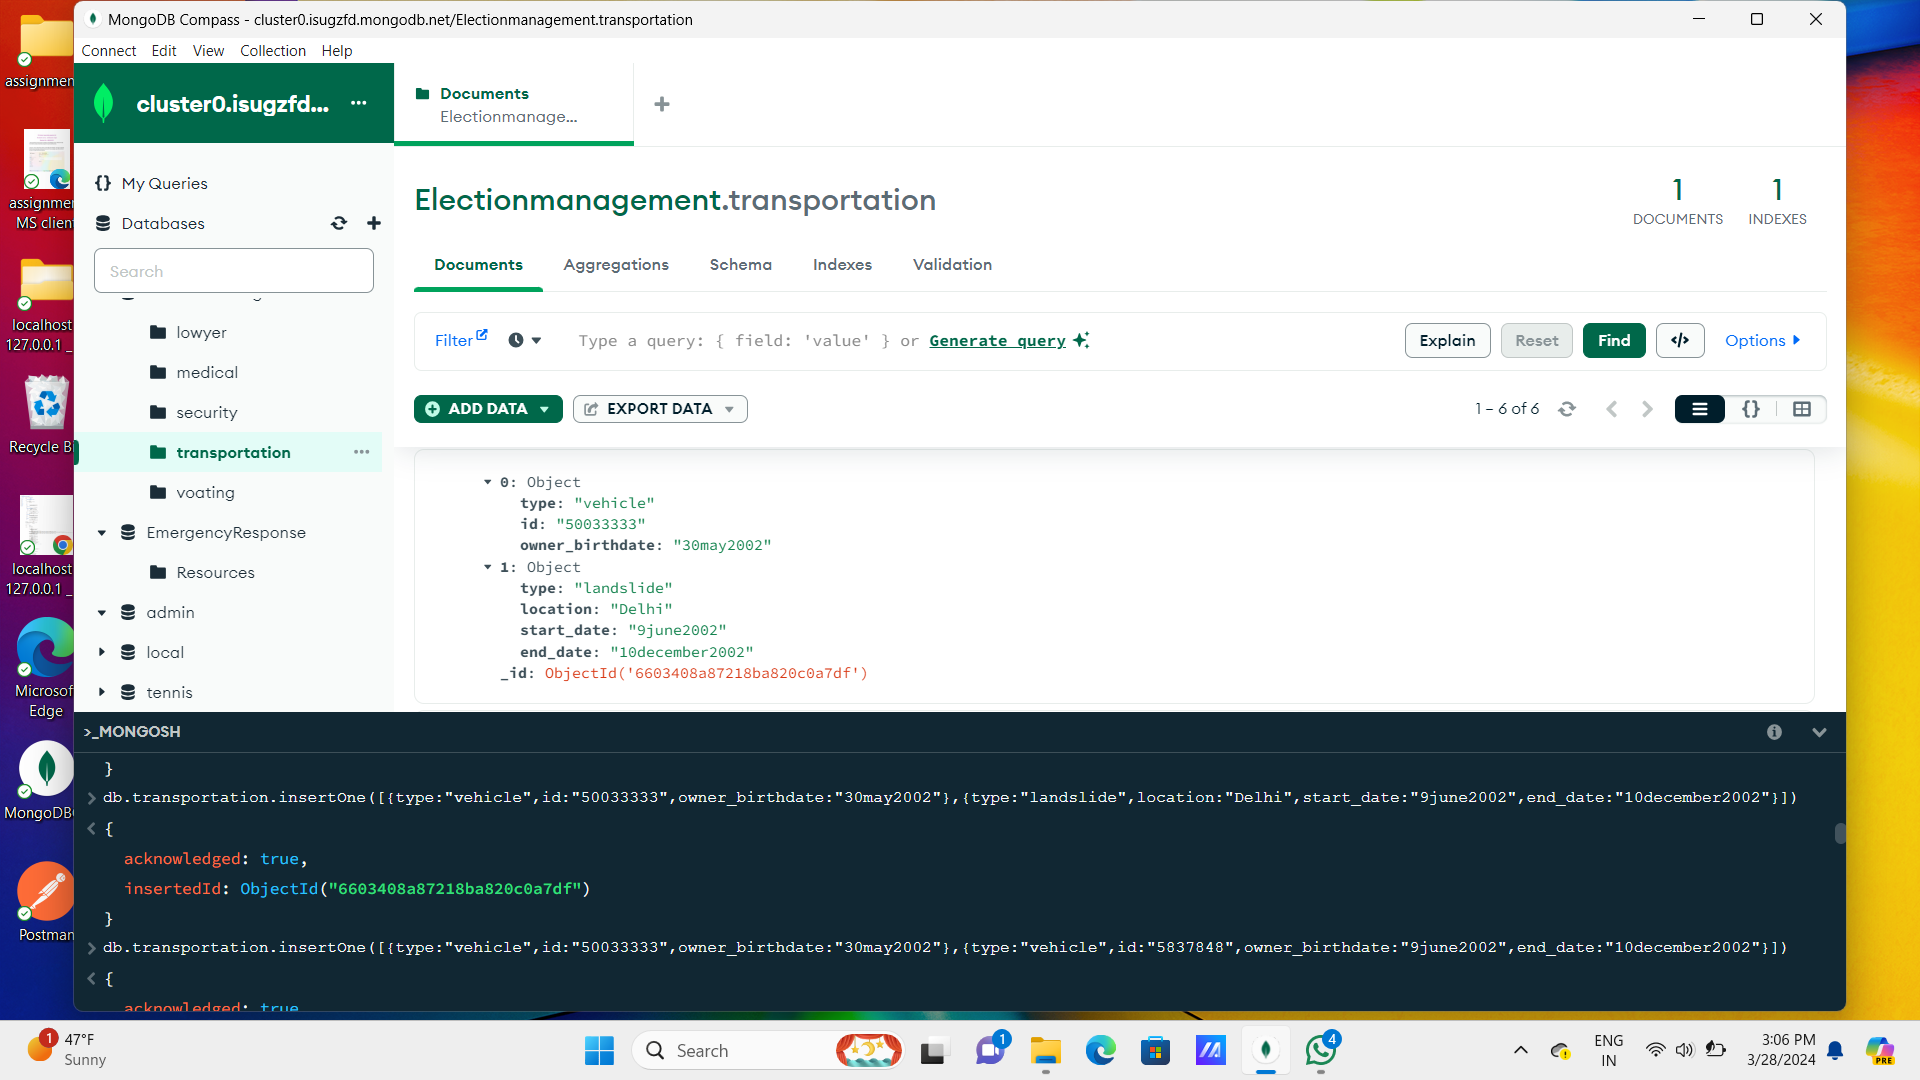 MongoDB Compass - cluster0.isugzfd.mongodb.net/Electionmanagement.transportation
Connect Edit View Collection Help
cluster0.isugzfd... ...
Documents
Electionmanage...
+
My Queries
Databases
Search
lowyer
medical
security
transportation ...
voating
EmergencyResponse
Resources
admin
local
tennis
Electionmanagement.transportation
1 1
DOCUMENTS INDEXES
Documents Aggregations Schema Indexes Validation
Filter Type a query: { field: 'value' } or Generate query Explain Reset Find </> Options
ADD DATA EXPORT DATA 1 – 6 of 6 {}
0: Object
type: "vehicle"
id: "50033333"
owner_birthdate: "30may2002"
1: Object
type: "landslide"
location: "Delhi"
start_date: "9june2002"
end_date: "10december2002"
_id: ObjectId('6603408a87218ba820c0a7df')
>_MONGOSH
}
> db.transportation.insertOne([{type:"vehicle",id:"50033333",owner_birthdate:"30may2002"},{type:"landslide",location:"Delhi",start_date:"9june2002",end_date:"10december2002"}])
< {
acknowledged: true,
insertedId: ObjectId("6603408a87218ba820c0a7df")
}
> db.transportation.insertOne([{type:"vehicle",id:"50033333",owner_birthdate:"30may2002"},{type:"vehicle",id:"5837848",owner_birthdate:"9june2002",end_date:"10december2002"}])
< {
acknowledged: true
assignmen
assignmen
MS clien
localhost
127.0.0.1 _
Recycle B
localhost
127.0.0.1 _
Microsof
Edge
MongoDB
Postman
1
47°F
Sunny
Search
1
4
ENG
IN
3:06 PM
3/28/2024
PRE